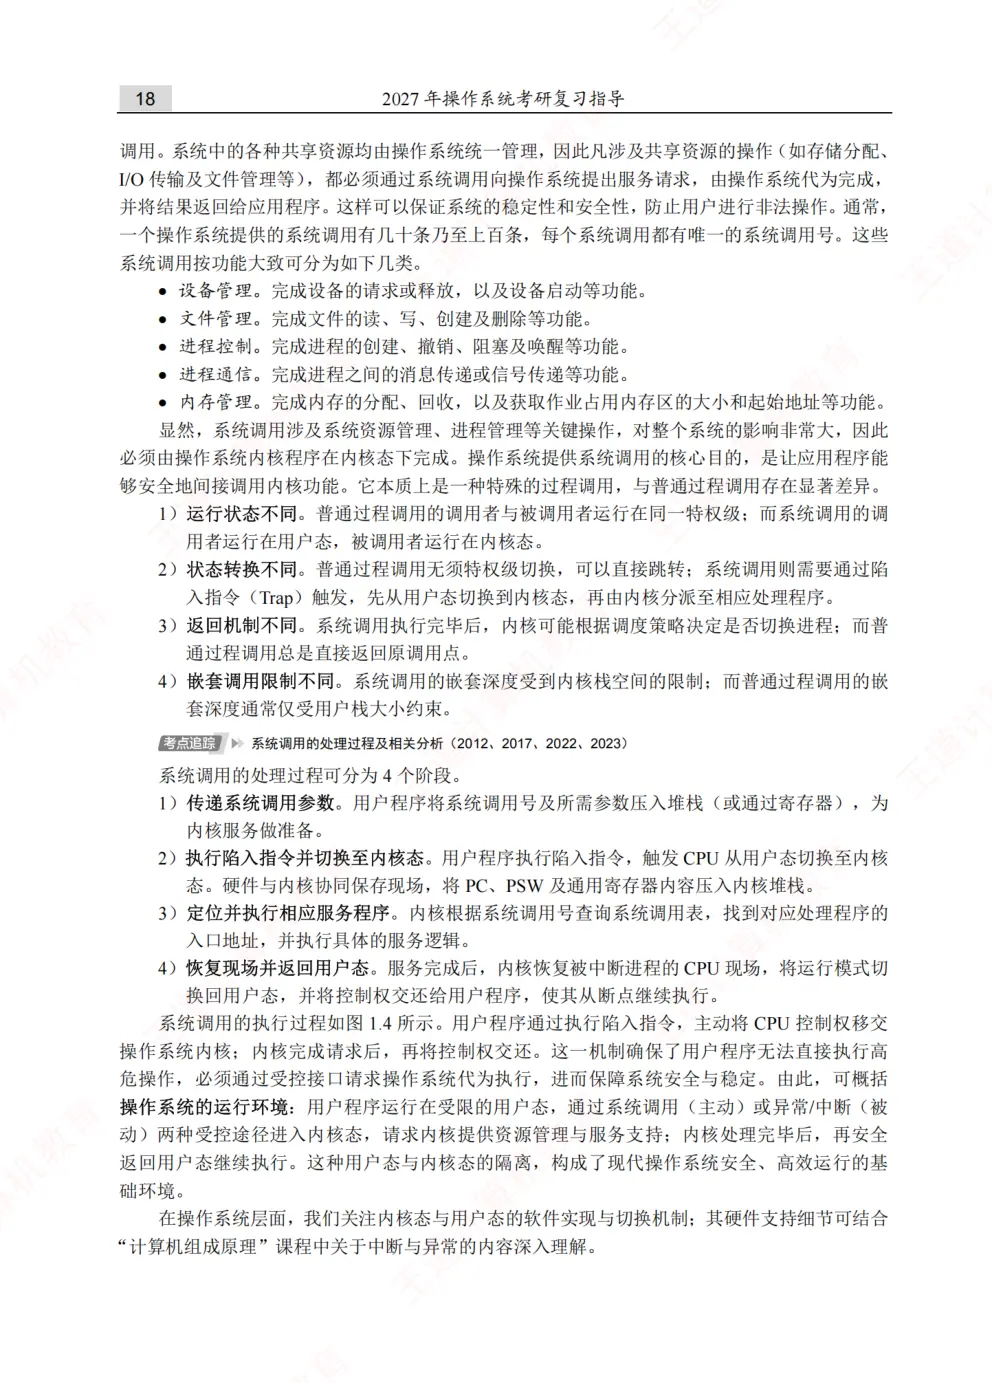 18
2027 年操作系统考研复习指导
调用。系统中的各种共享资源均由操作系统统一管理，因此凡涉及共享资源的操作（如存储分配、
I/O 传输及文件管理等），都必须通过系统调用向操作系统提出服务请求，由操作系统代为完成，
并将结果返回给应用程序。这样可以保证系统的稳定性和安全性，防止用户进行非法操作。通常，
一个操作系统提供的系统调用有几十条乃至上百条，每个系统调用都有唯一的系统调用号。这些
系统调用按功能大致可分为如下几类。
● 设备管理。完成设备的请求或释放，以及设备启动等功能。
● 文件管理。完成文件的读、写、创建及删除等功能。
● 进程控制。完成进程的创建、撤销、阻塞及唤醒等功能。
● 进程通信。完成进程之间的消息传递或信号传递等功能。
● 内存管理。完成内存的分配、回收，以及获取作业占用内存区的大小和起始地址等功能。
显然，系统调用涉及系统资源管理、进程管理等关键操作，对整个系统的影响非常大，因此
必须由操作系统内核程序在内核态下完成。操作系统提供系统调用的核心目的，是让应用程序能
够安全地间接调用内核功能。它本质上是一种特殊的过程调用，与普通过程调用存在显著差异。
1）运行状态不同。普通过程调用的调用者与被调用者运行在同一特权级；而系统调用的调
用者运行在用户态，被调用者运行在内核态。
2）状态转换不同。普通过程调用无须特权级切换，可以直接跳转；系统调用则需要通过陷
入指令（Trap）触发，先从用户态切换到内核态，再由内核分派至相应处理程序。
3）返回机制不同。系统调用执行完毕后，内核可能根据调度策略决定是否切换进程；而普
通过程调用总是直接返回原调用点。
4）嵌套调用限制不同。系统调用的嵌套深度受到内核栈空间的限制；而普通过程调用的嵌
套深度通常仅受用户栈大小约束。
考点追踪 系统调用的处理过程及相关分析（2012、2017、2022、2023）
系统调用的处理过程可分为 4 个阶段。
1）传递系统调用参数。用户程序将系统调用号及所需参数压入堆栈（或通过寄存器），为
内核服务做准备。
2）执行陷入指令并切换至内核态。用户程序执行陷入指令，触发 CPU 从用户态切换至内核
态。硬件与内核协同保存现场，将 PC、PSW 及通用寄存器内容压入内核堆栈。
3）定位并执行相应服务程序。内核根据系统调用号查询系统调用表，找到对应处理程序的
入口地址，并执行具体的服务逻辑。
4）恢复现场并返回用户态。服务完成后，内核恢复被中断进程的 CPU 现场，将运行模式切
换回用户态，并将控制权交还给用户程序，使其从断点继续执行。
系统调用的执行过程如图 1.4 所示。用户程序通过执行陷入指令，主动将 CPU 控制权移交
操作系统内核；内核完成请求后，再将控制权交还。这一机制确保了用户程序无法直接执行高
危操作，必须通过受控接口请求操作系统代为执行，进而保障系统安全与稳定。由此，可概括
操作系统的运行环境：用户程序运行在受限的用户态，通过系统调用（主动）或异常/中断（被
动）两种受控途径进入内核态，请求内核提供资源管理与服务支持；内核处理完毕后，再安全
返回用户态继续执行。这种用户态与内核态的隔离，构成了现代操作系统安全、高效运行的基
础环境。
在操作系统层面，我们关注内核态与用户态的软件实现与切换机制；其硬件支持细节可结合
“计算机组成原理”课程中关于中断与异常的内容深入理解。